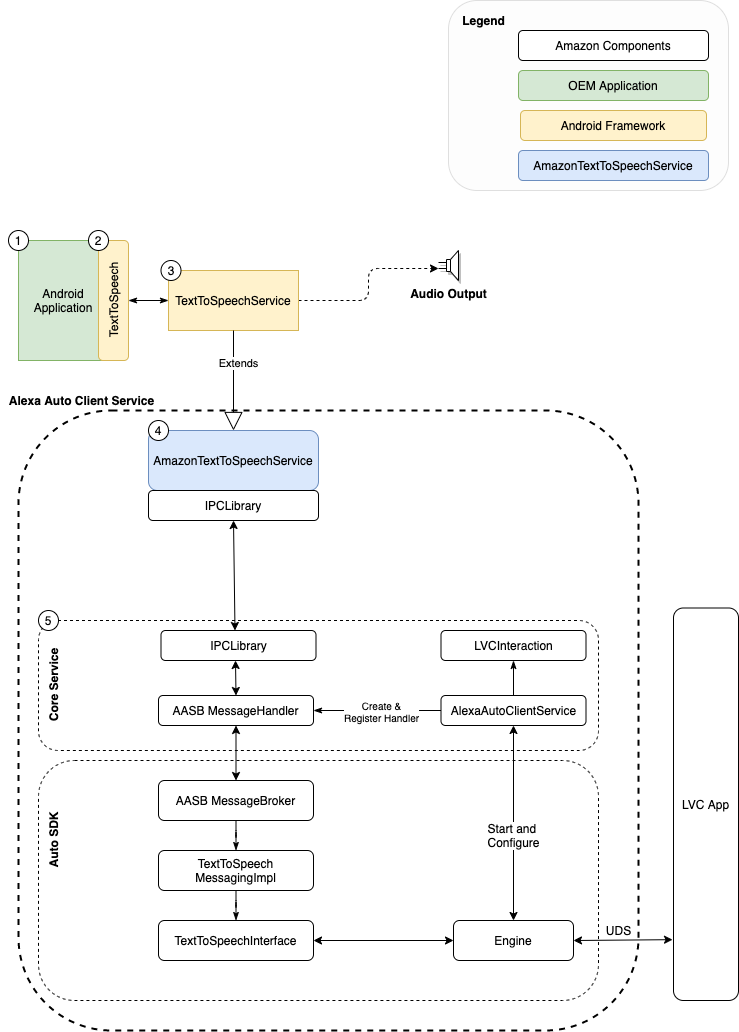 Legend
Amazon Components
OEM Application
Android Framework
AmazonTextToSpeechService
1
2
3
Android
Application
TextToSpeech
TextToSpeechService
Audio Output
Extends
Alexa Auto Client Service
4
AmazonTextToSpeechService
IPCLibrary
5
Core Service
IPCLibrary
LVCInteraction
AASB MessageHandler
Create &
Register Handler
AlexaAutoClientService
Auto SDK
AASB MessageBroker
Start and
Configure
TextToSpeech
MessagingImpl
TextToSpeechInterface
Engine
UDS
LVC App